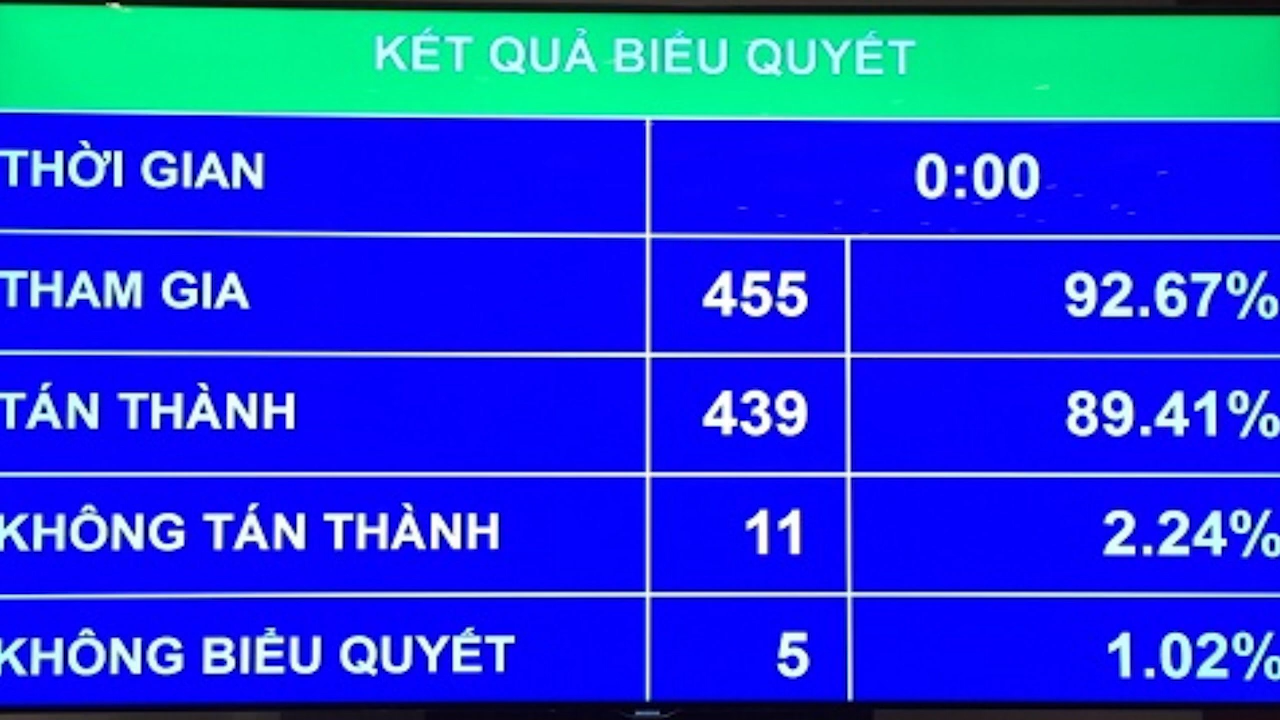 KẾT QUẢ BIỂU QUYẾT
THỜI GIAN 0:00
THAM GIA 455 92.67%
TÁN THÀNH 439 89.41%
KHÔNG TÁN THÀNH 11 2.24%
KHÔNG BIỂU QUYẾT 5 1.02%